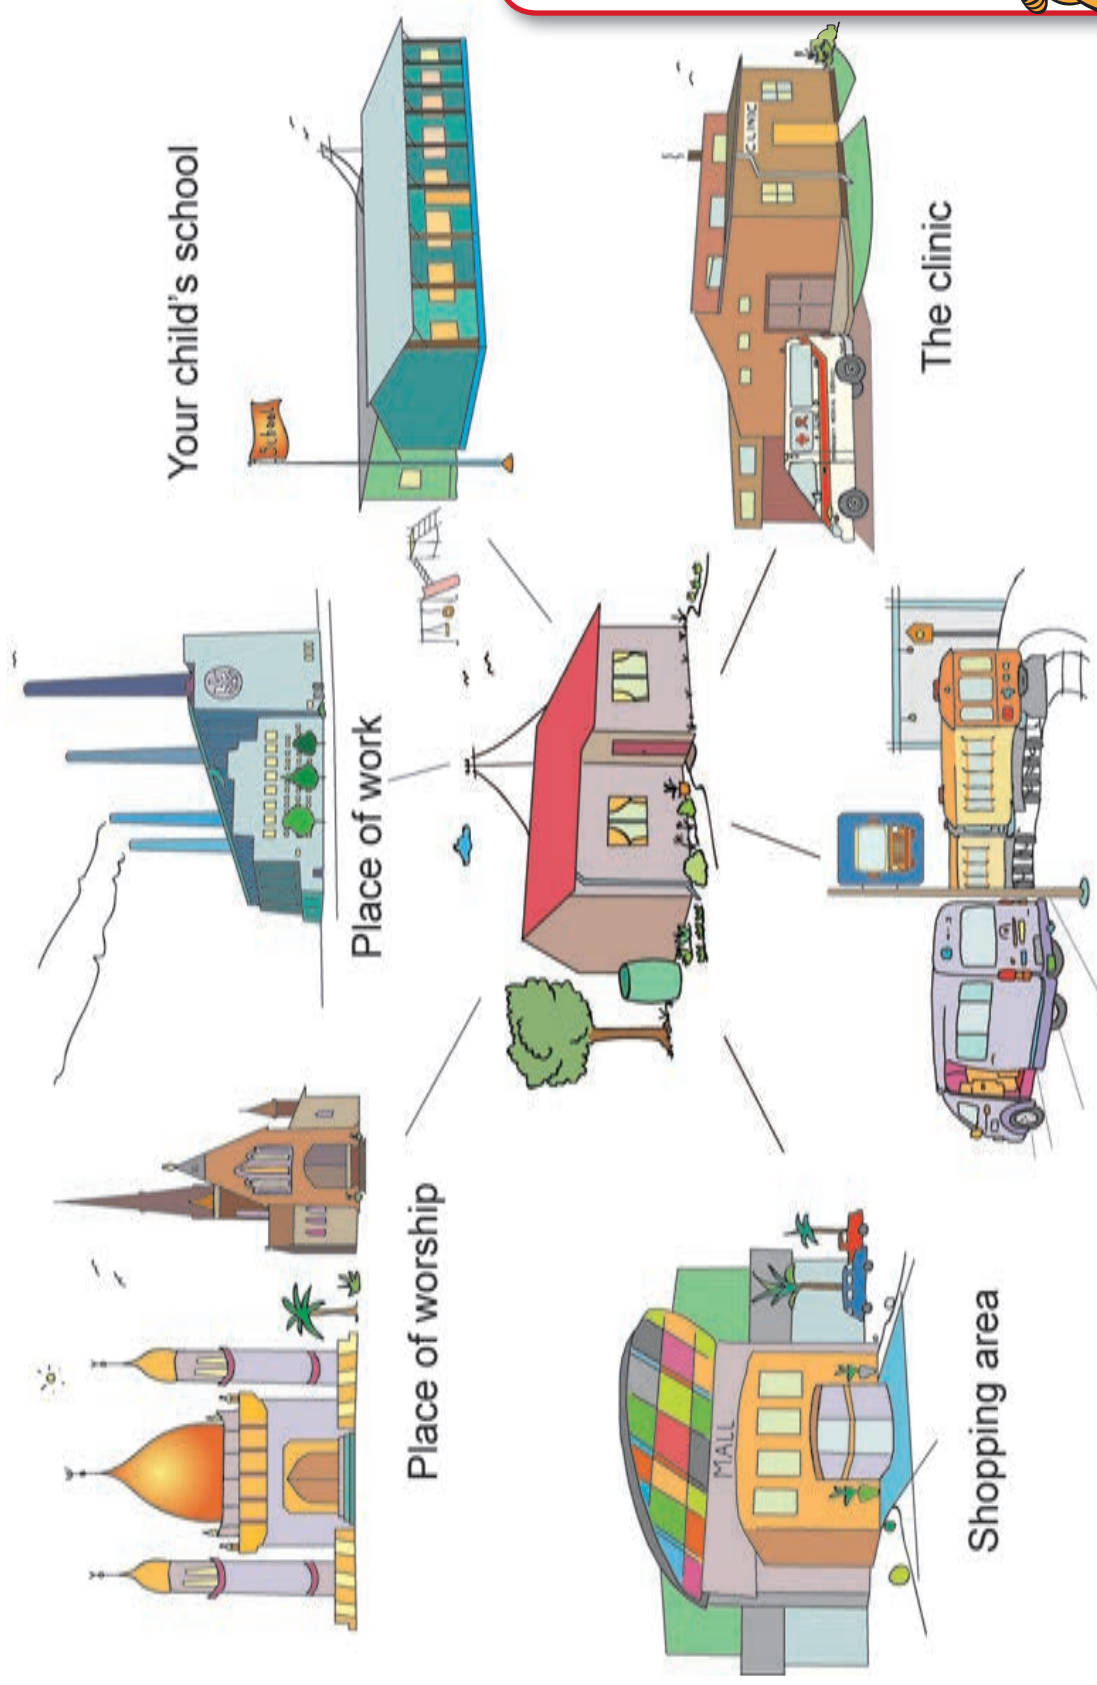 Place of worship
Place of work
Your child's school
School
MALL
Shopping area
CLINIC
The clinic